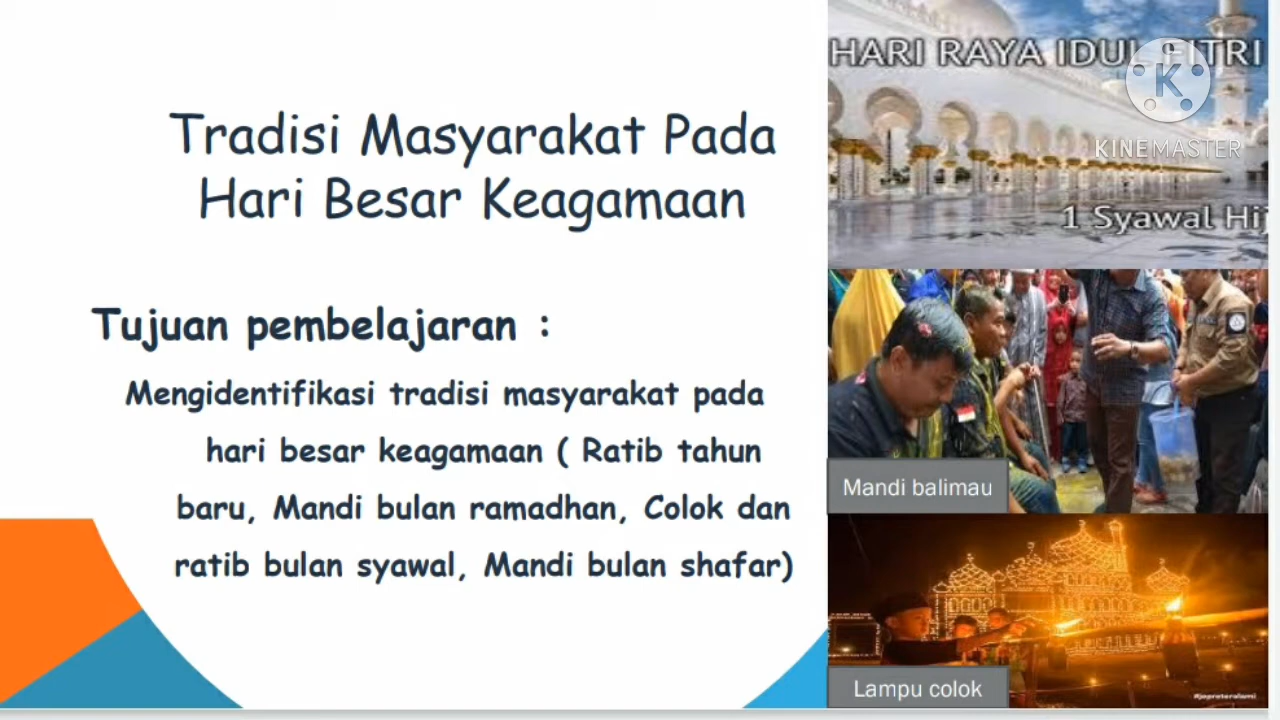 Tradisi Masyarakat Pada
Hari Besar Keagamaan
Tujuan pembelajaran :
Mengidentifikasi tradisi masyarakat pada
hari besar keagamaan ( Ratib tahun
baru, Mandi bulan ramadhan, Colok dan
ratib bulan syawal, Mandi bulan shafar)
HARI RAYA IDUL FITRI
K
KINEMASTER
1 Syawal Hij
Mandi balimau
Lampu colok